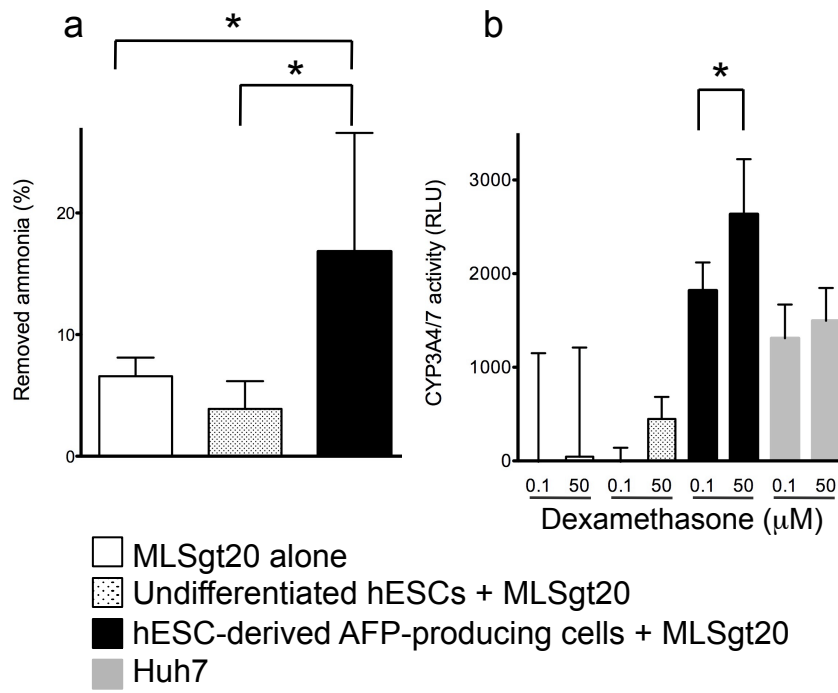 a
*
*
Removed ammonia (%)
20
10
0
b
*
CYP3A4/7 activity (RLU)
3000
2000
1000
0
0.1 50 0.1 50 0.1 50 0.1 50
Dexamethasone (μM)
MLSgt20 alone
Undifferentiated hESCs + MLSgt20
hESC-derived AFP-producing cells + MLSgt20
Huh7